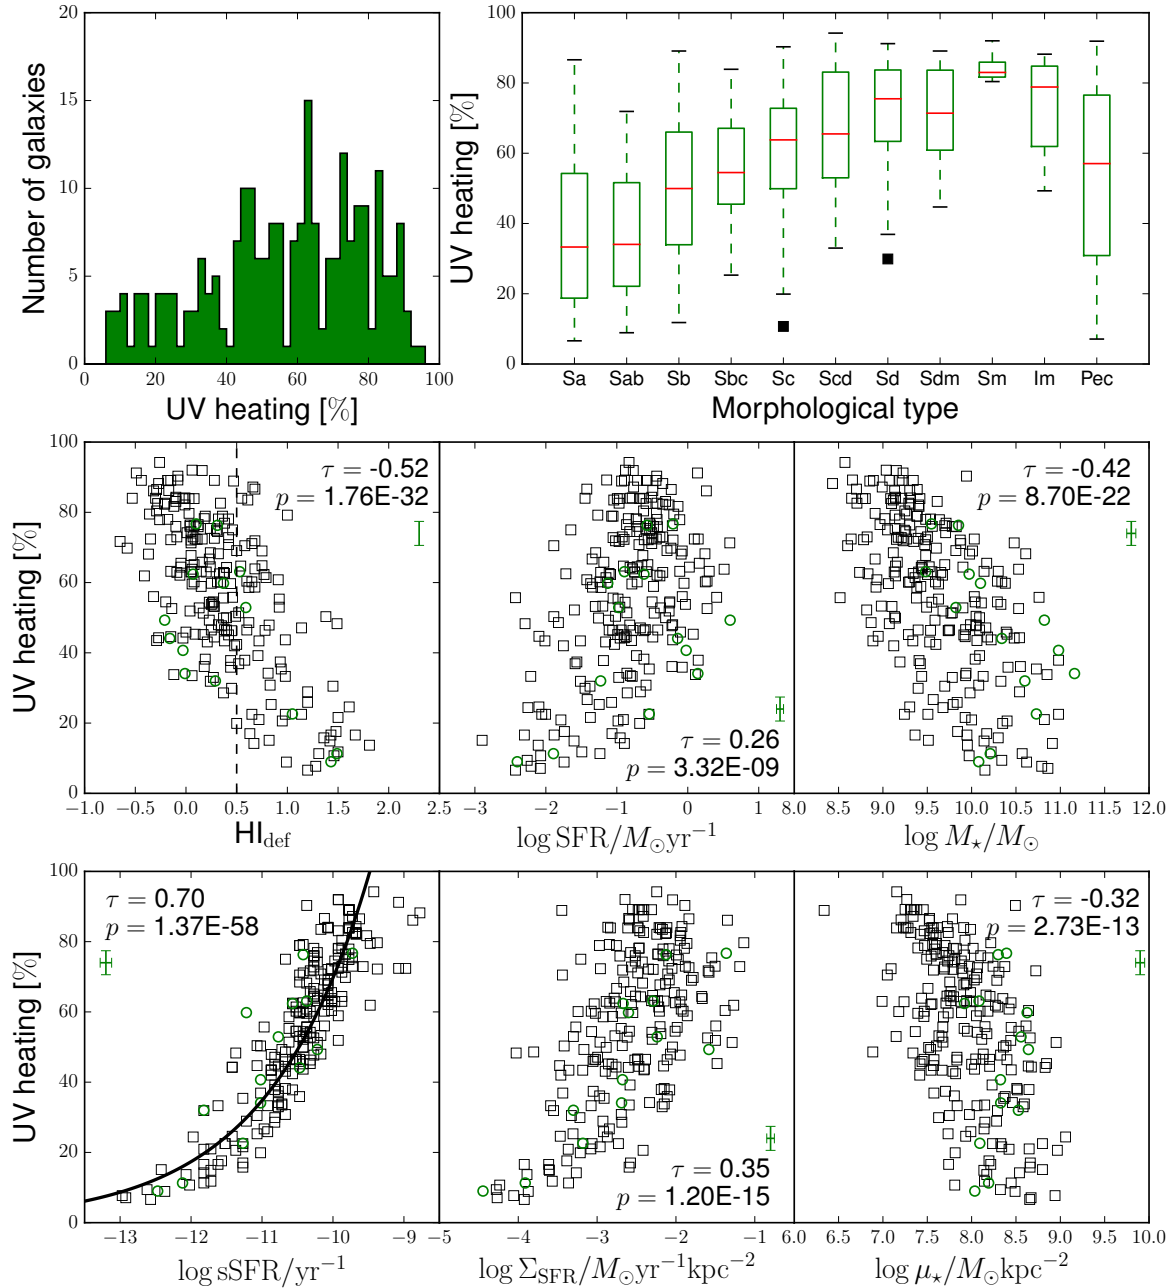 20
15
10
5
0
Number of galaxies
0 20 40 60 80 100
UV heating [%]
100
80
60
40
20
0
UV heating [%]
Sa Sab Sb Sbc Sc Scd Sd Sdm Sm Im Pec
Morphological type
100
80
60
40
20
0
UV heating [%]
τ = -0.52
p = 1.76E-32
−1.0 −0.5 0.0 0.5 1.0 1.5 2.0 2.5
HI_def
τ = 0.26
p = 3.32E-09
−3 −2 −1 0 1
log SFR/M⊙yr⁻¹
τ = -0.42
p = 8.70E-22
8.0 8.5 9.0 9.5 10.0 10.5 11.0 11.5 12.0
log M⋆/M⊙
100
80
60
40
20
0
UV heating [%]
τ = 0.70
p = 1.37E-58
−13 −12 −11 −10 −9
log sSFR/yr⁻¹
τ = 0.35
p = 1.20E-15
−5 −4 −3 −2 −1
log Σ_SFR/M⊙yr⁻¹kpc⁻²
τ = -0.32
p = 2.73E-13
6.0 6.5 7.0 7.5 8.0 8.5 9.0 9.5 10.0
log μ⋆/M⊙kpc⁻²